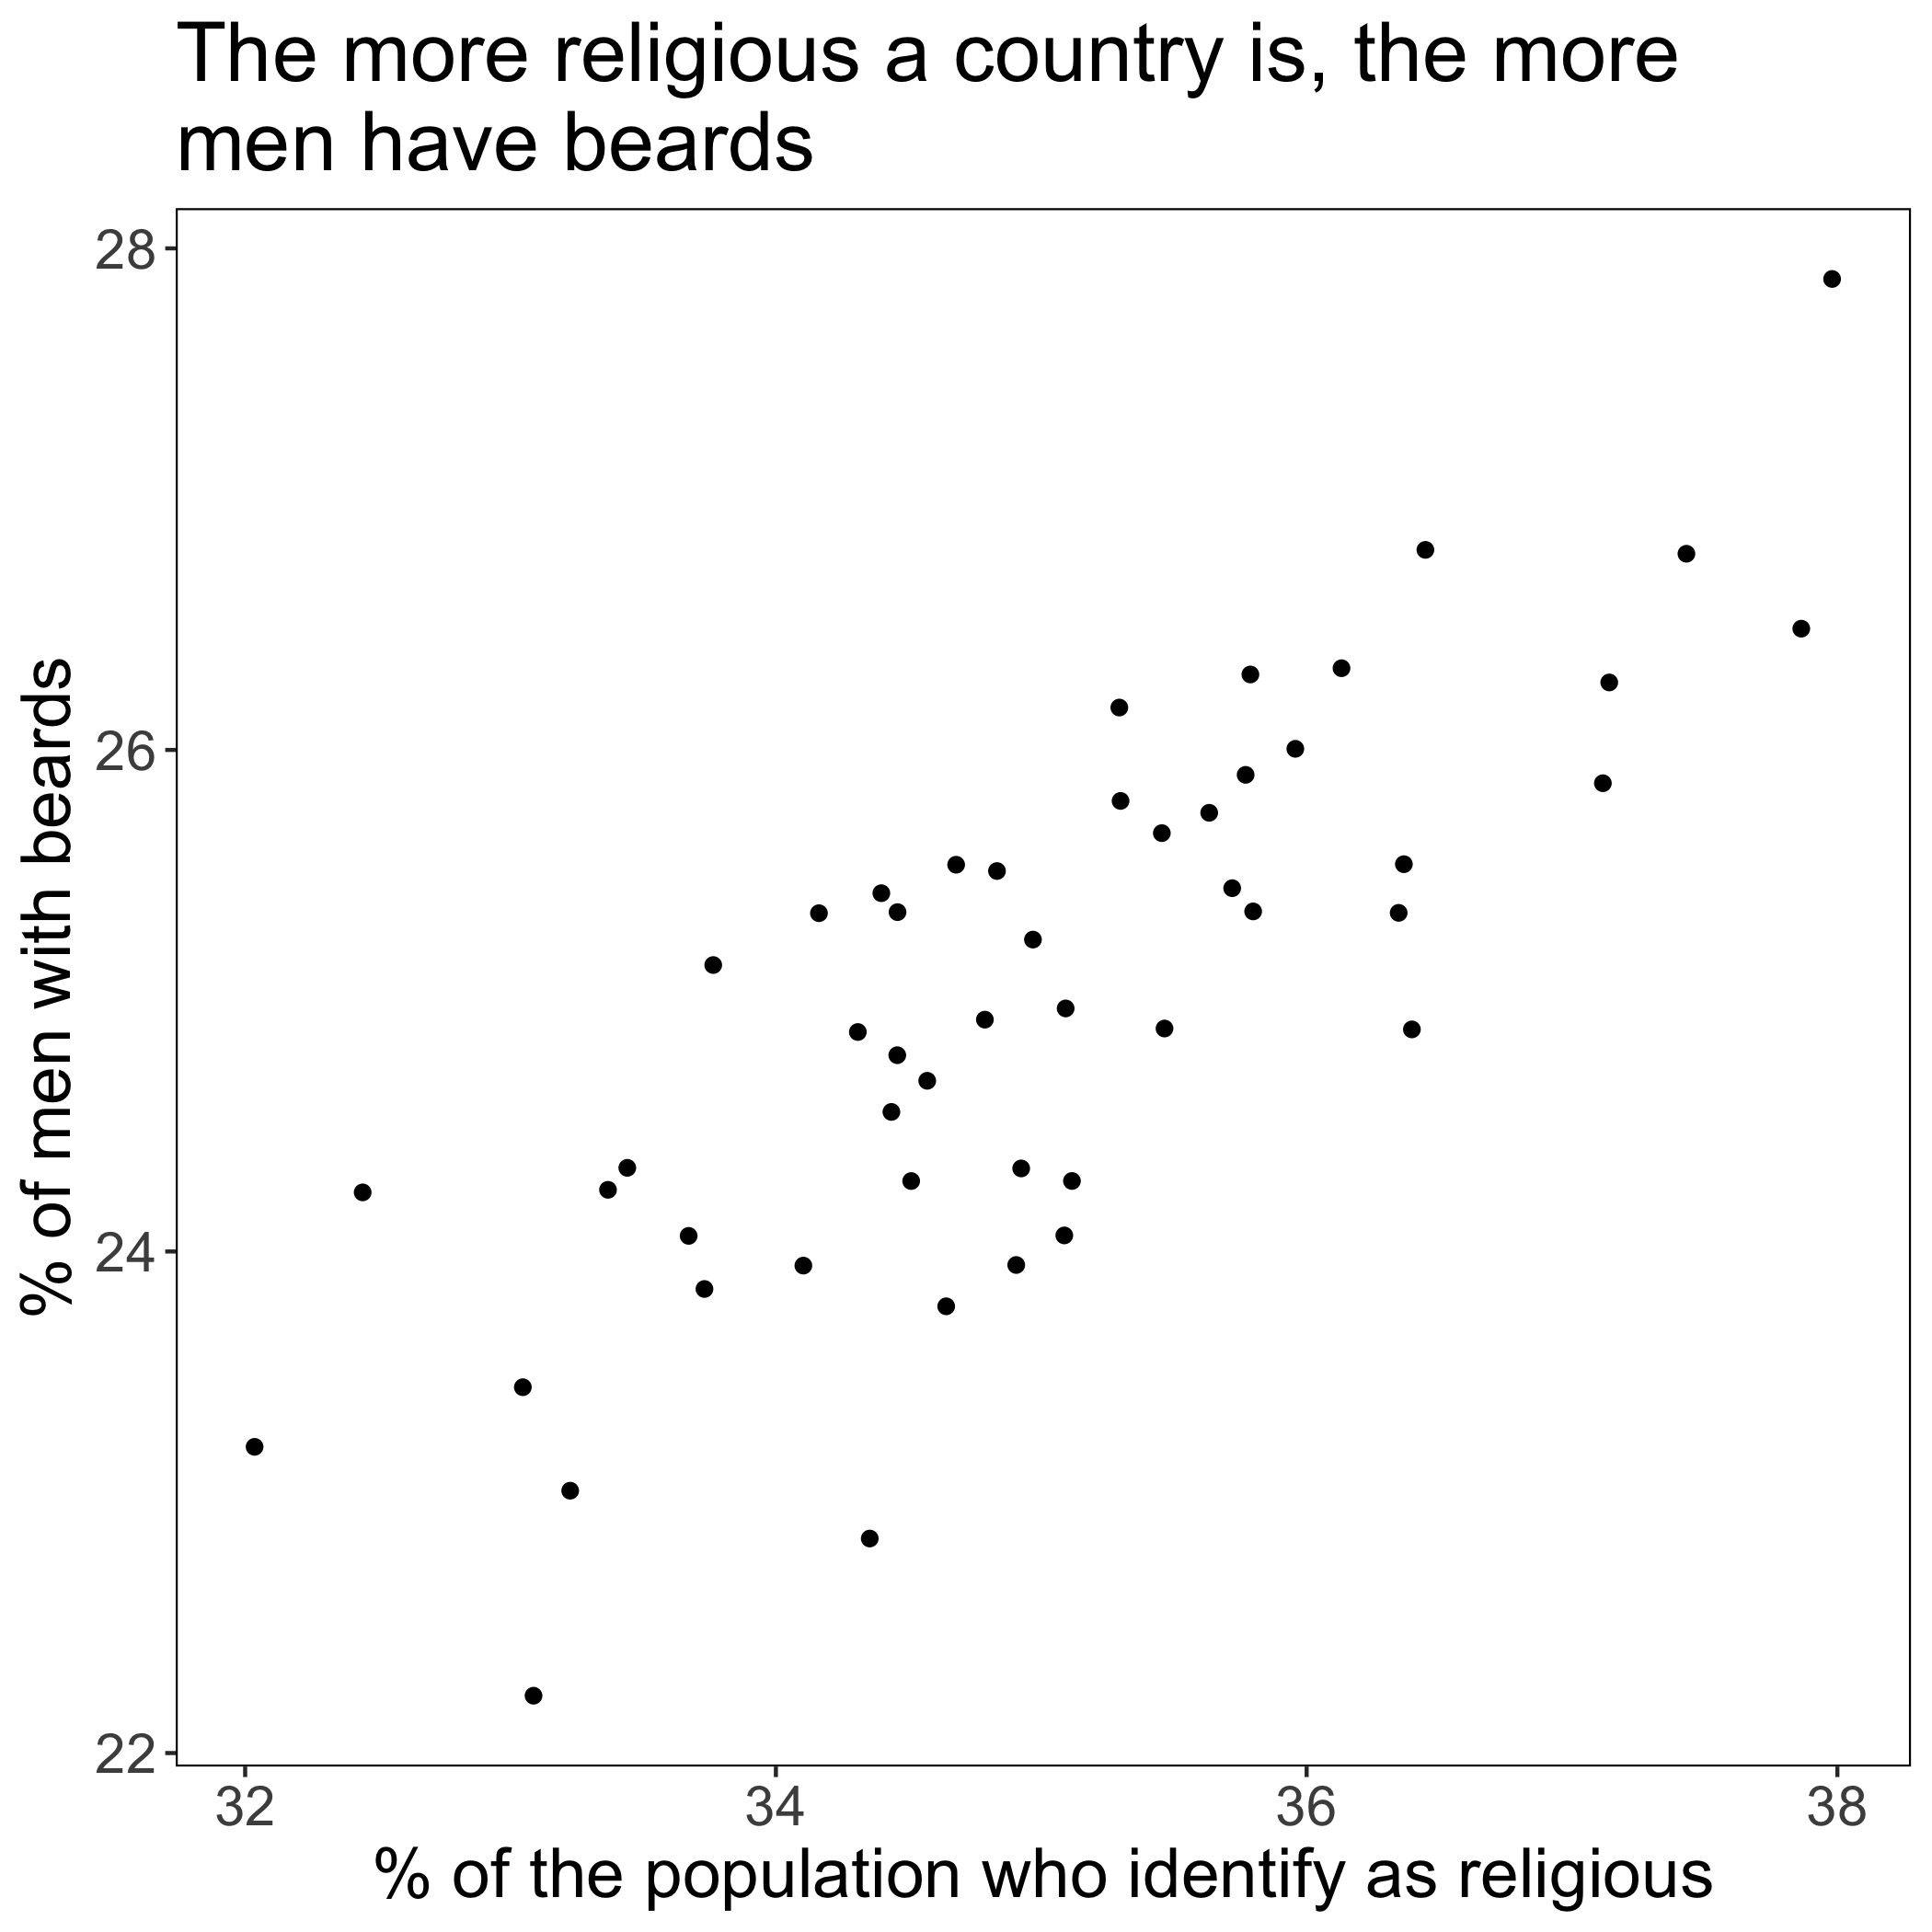 The more religious a country is, the more
men have beards
28
26
24
22
% of men with beards
32 34 36 38
% of the population who identify as religious